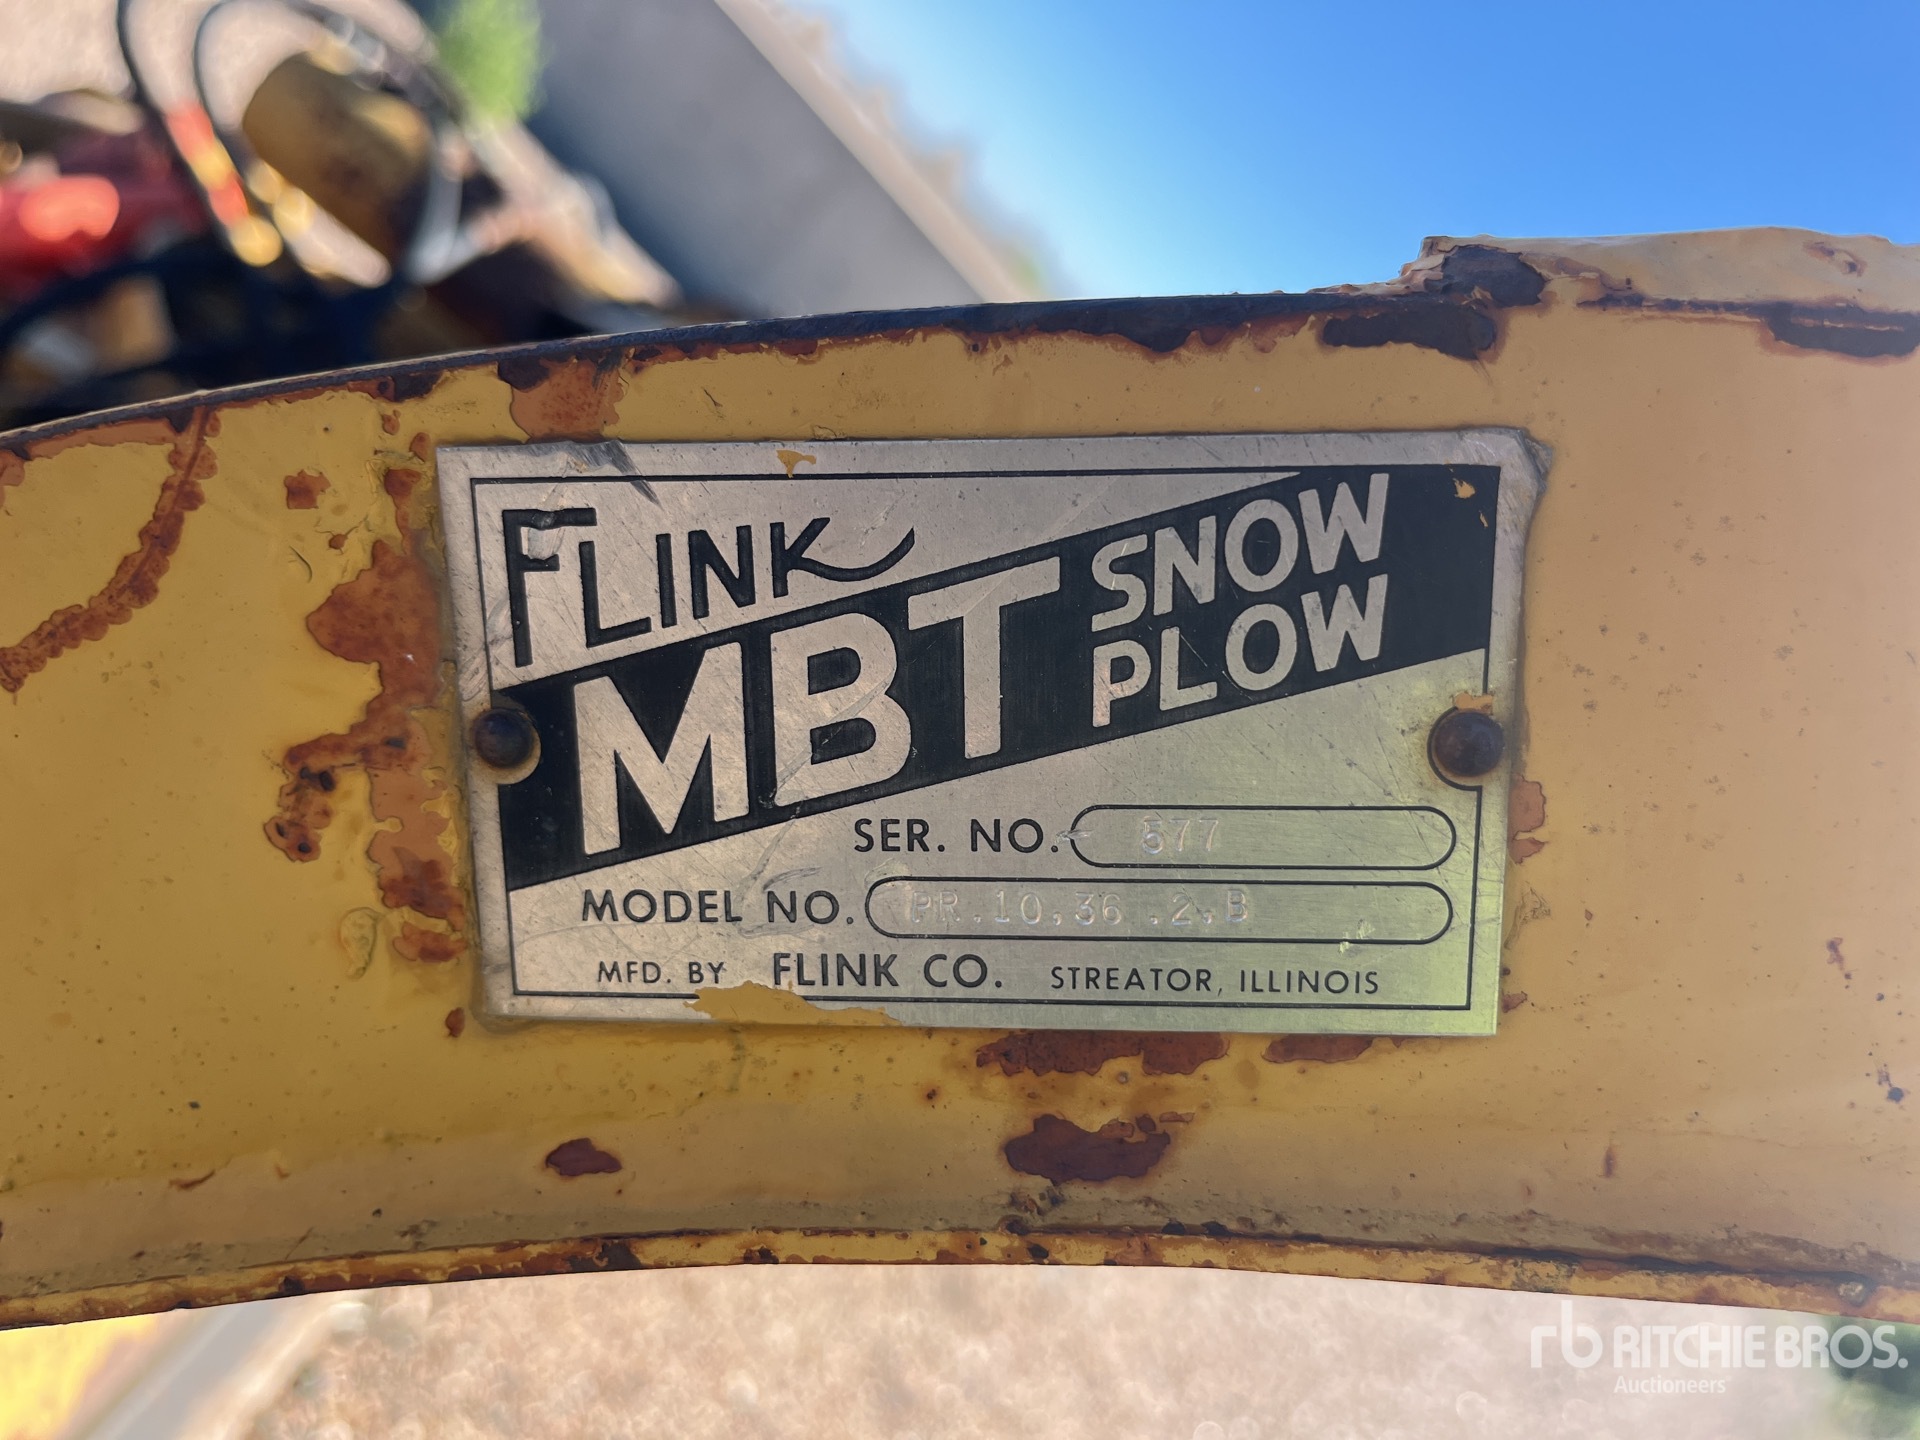 FLINK
MBT SNOW PLOW
SER. NO. 577
MODEL NO. PR.10,36 .2,B
MFD. BY FLINK CO. STREATOR, ILLINOIS
rb RITCHIE BROS.
Auctioneers